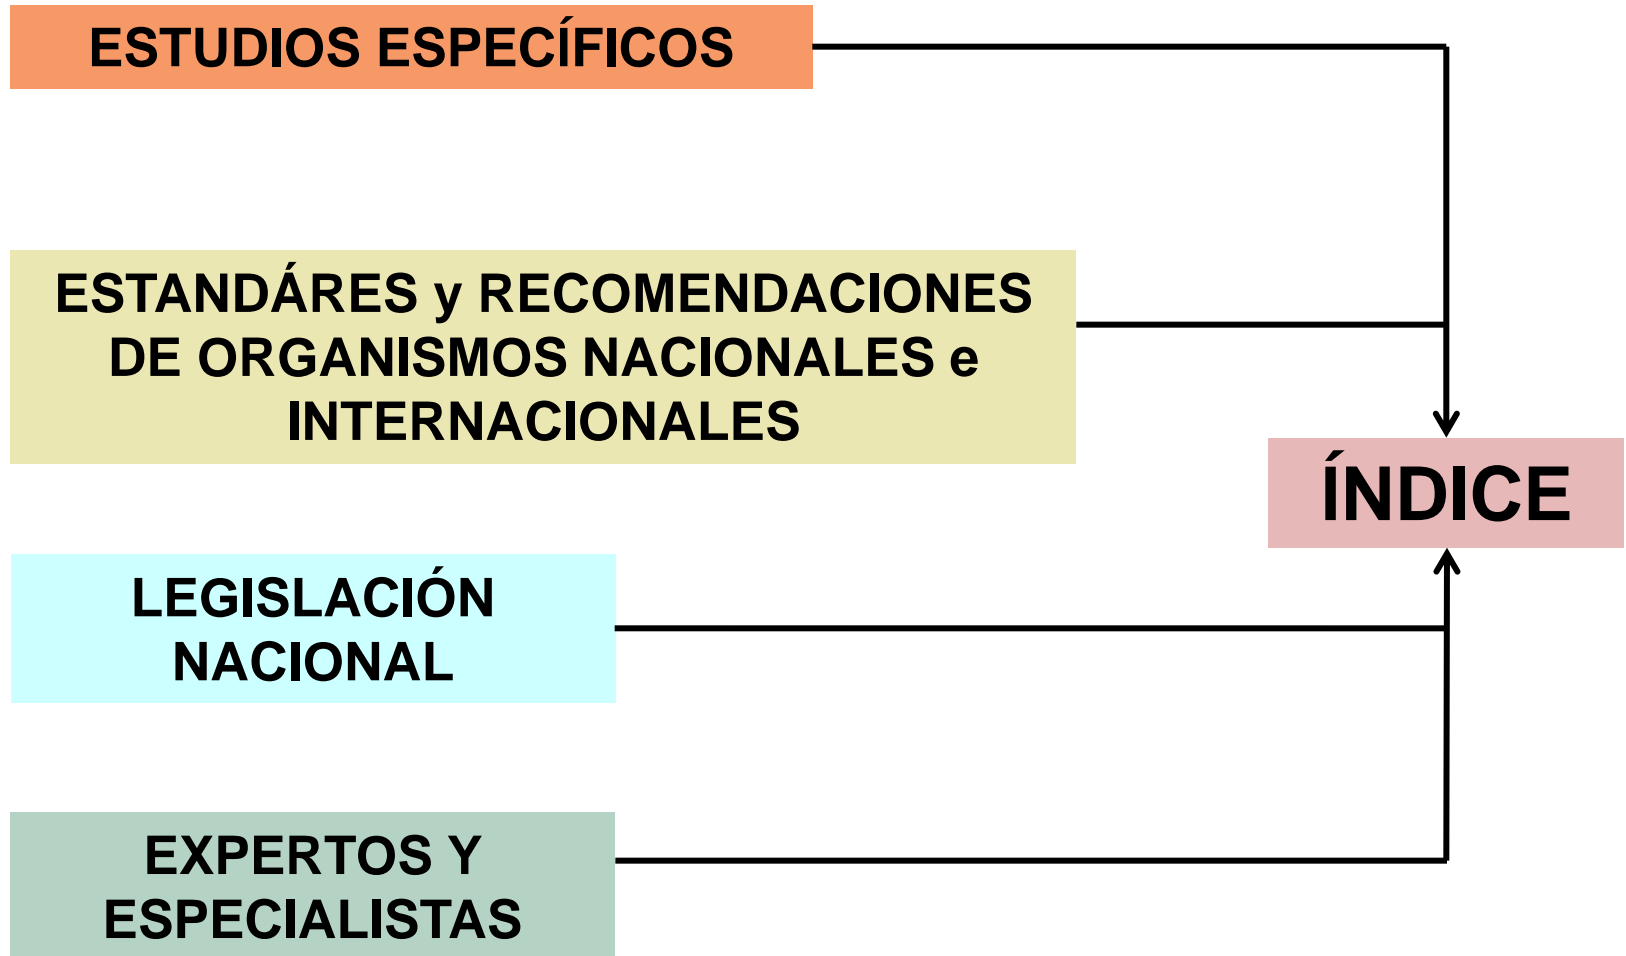 ESTUDIOS ESPECÍFICOS
ESTANDÁRES y RECOMENDACIONES
DE ORGANISMOS NACIONALES e
INTERNACIONALES
ÍNDICE
LEGISLACIÓN
NACIONAL
EXPERTOS Y
ESPECIALISTAS